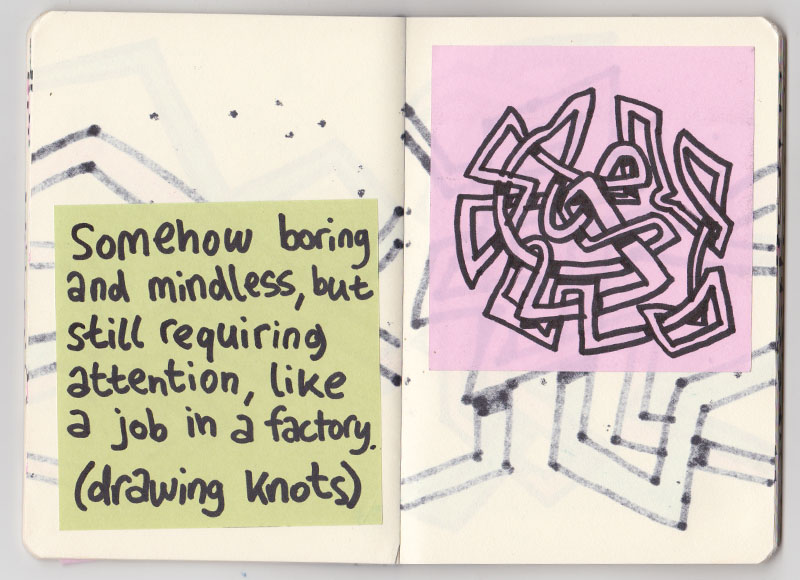 Somehow boring
and mindless, but
still requiring
attention, like
a job in a factory.
(drawing knots)